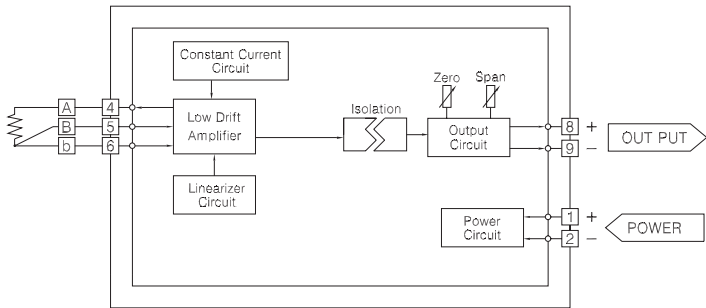 Constant Current
Circuit
Zero
Span
Isolation
A
4
B
5
b
6
Low Drift
Amplifier
Output
Circuit
8
+
9
−
OUT PUT
Linearizer
Circuit
Power
Circuit
1
+
2
−
POWER